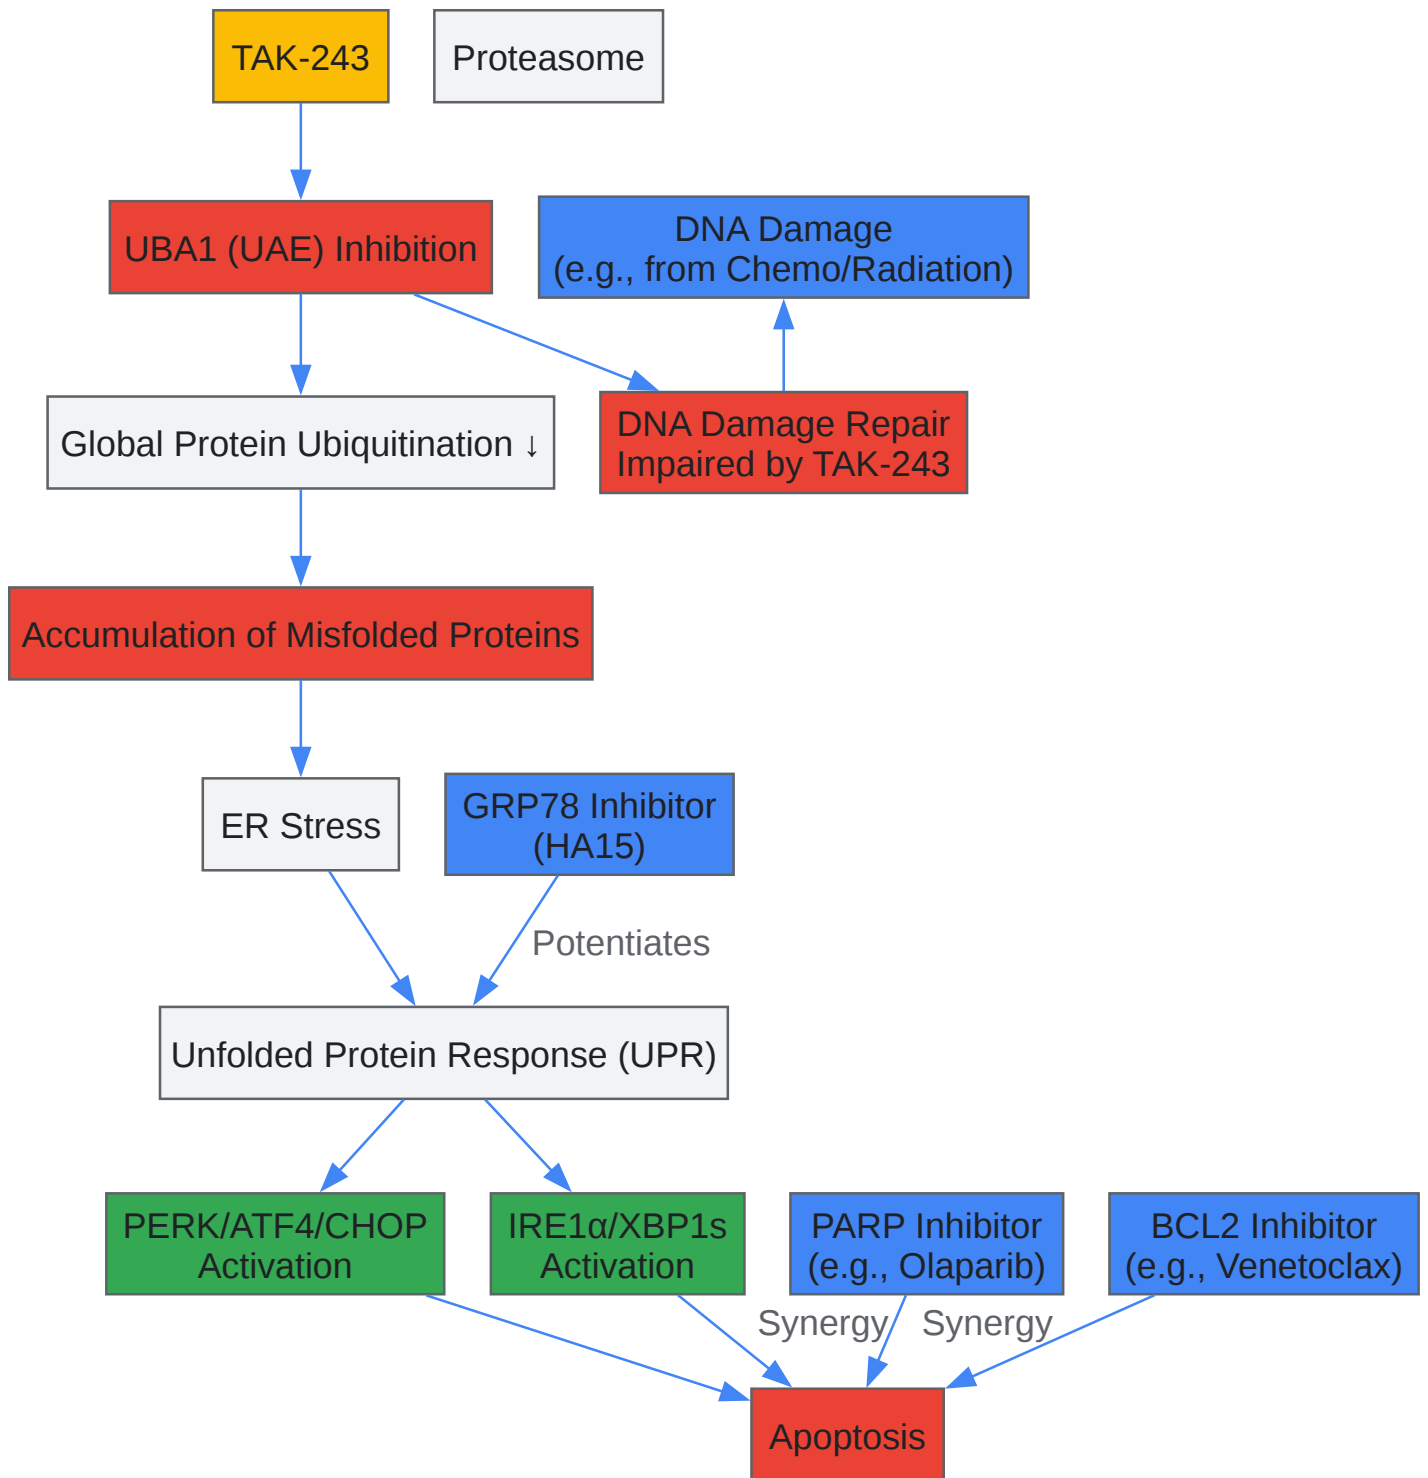 TAK-243
Proteasome
UBA1 (UAE) Inhibition
DNA Damage
(e.g., from Chemo/Radiation)
Global Protein Ubiquitination ↓
DNA Damage Repair
Impaired by TAK-243
Accumulation of Misfolded Proteins
ER Stress
GRP78 Inhibitor
(HA15)
Potentiates
Unfolded Protein Response (UPR)
PERK/ATF4/CHOP
Activation
IRE1α/XBP1s
Activation
PARP Inhibitor
(e.g., Olaparib)
BCL2 Inhibitor
(e.g., Venetoclax)
Synergy
Synergy
Apoptosis